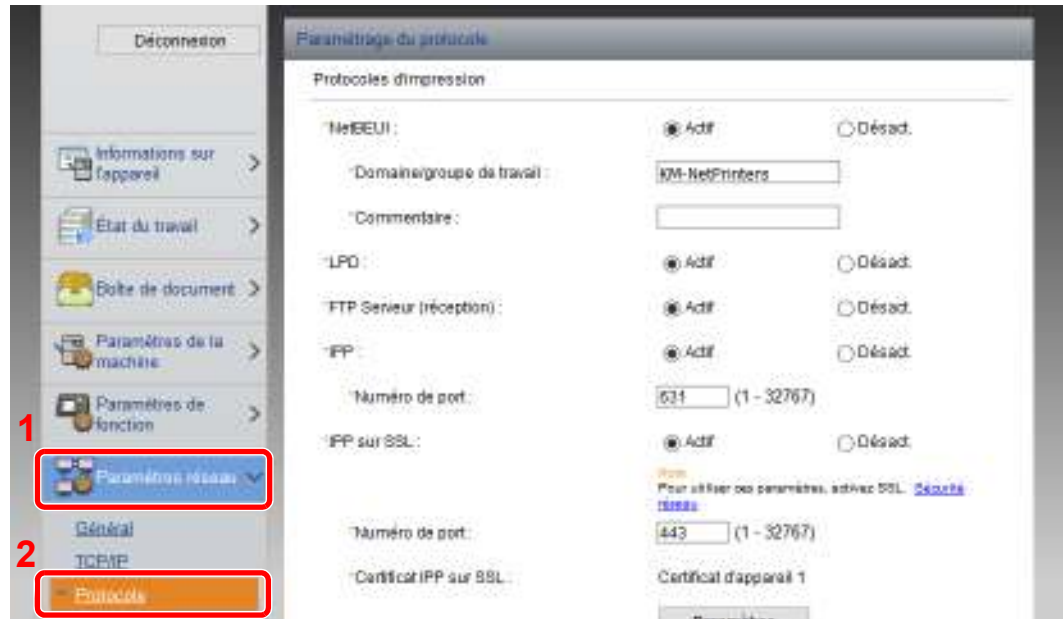 Déconnexion
Paramétrage du protocole
Protocoles d'impression
*NetBEUI :
Actif
Désact.
*Domaine/groupe de travail :
KM-NetPrinters
*Commentaire :
*LPD :
Actif
Désact.
*FTP Serveur (réception) :
Actif
Désact.
*IPP :
Actif
Désact.
*Numéro de port :
631 (1 - 32767)
*IPP sur SSL :
Actif
Désact.
Note
Pour utiliser ces paramètres, activez SSL. Sécurité
réseau
*Numéro de port :
443 (1 - 32767)
*Certificat IPP sur SSL :
Certificat d'appareil 1
Informations sur
l'appareil
État du travail
Boîte de document
Paramètres de la
machine
Paramètres de
fonction
1
Paramètres réseau
Général
TCP/IP
2
Protocole